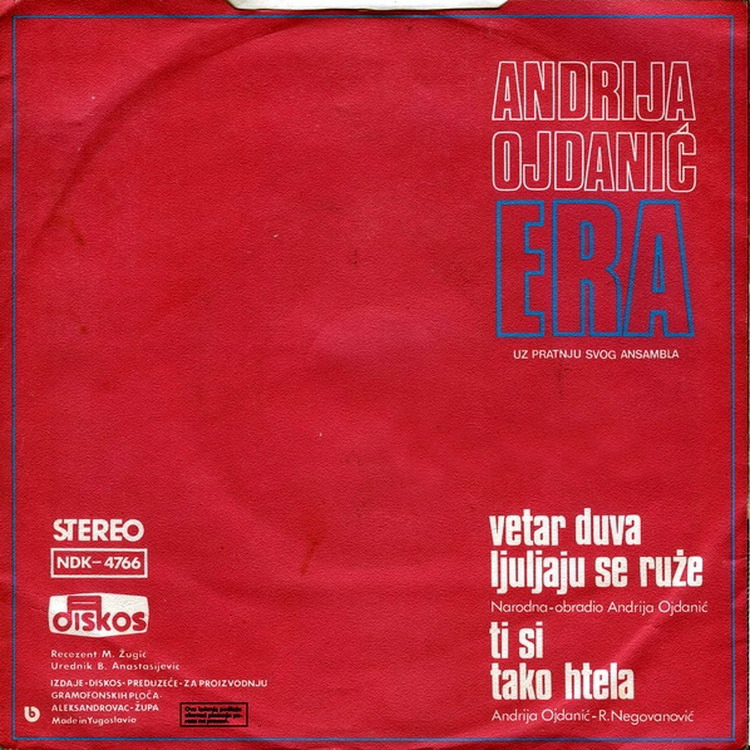 ANDRIJA
OJDANIĆ
ERA
UZ PRATNJU SVOG ANSAMBLA
STEREO
NDK-4766
diskos
Recezent M. Žugić
Urednik B. Anastasijević
IZDAJE-DISKOS-PREDUZEĆE-ZA PROIZVODNJU
GRAMOFONSKIH PLOČA-
ALEKSANDROVAC-ŽUPA
Made in Yugoslavia
b
vetar duva
ljuljaju se ruže
Narodna-obradio Andrija Ojdanić
ti si
tako htela
Andrija Ojdanić-R.Negovanović